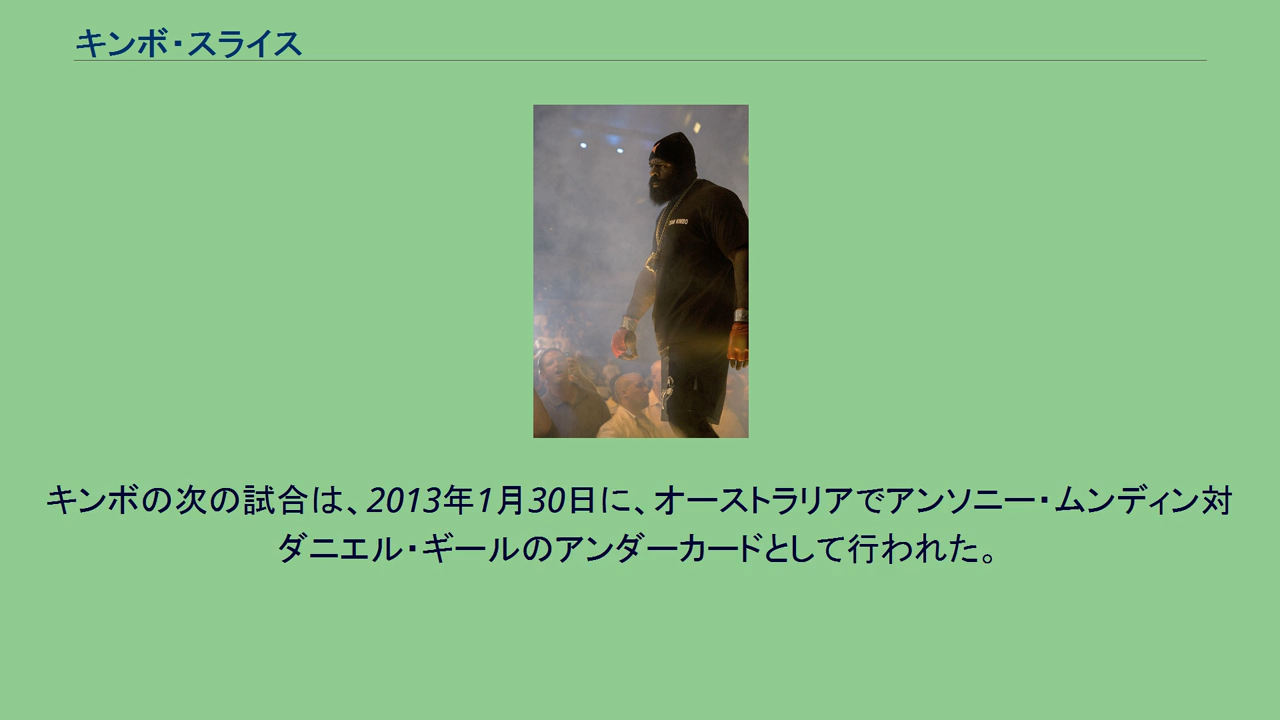 キンボ・スライス
キンボの次の試合は、2013年1月30日に、オーストラリアでアンソニー・ムンディン対
ダニエル・ギールのアンダーカードとして行われた。